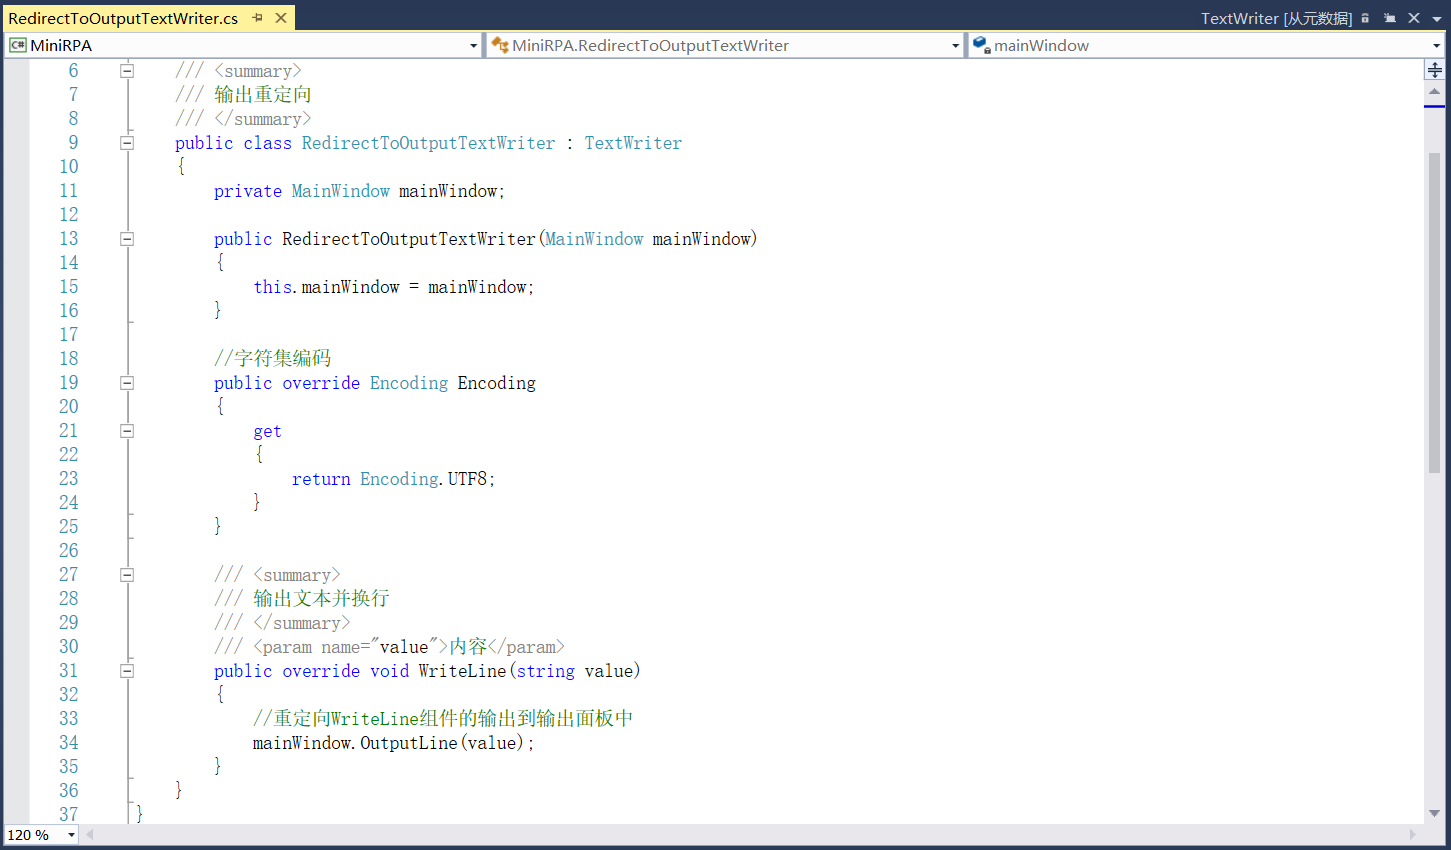 RedirectToOutputTextWriter.cs
TextWriter [从元数据]
MiniRPA
MiniRPA.RedirectToOutputTextWriter
mainWindow
6 /// <summary>
7 /// 输出重定向
8 /// </summary>
9 public class RedirectToOutputTextWriter : TextWriter
10 {
11 private MainWindow mainWindow;
12
13 public RedirectToOutputTextWriter(MainWindow mainWindow)
14 {
15 this.mainWindow = mainWindow;
16 }
17
18 //字符集编码
19 public override Encoding Encoding
20 {
21 get
22 {
23 return Encoding.UTF8;
24 }
25 }
26
27 /// <summary>
28 /// 输出文本并换行
29 /// </summary>
30 /// <param name="value">内容</param>
31 public override void WriteLine(string value)
32 {
33 //重定向WriteLine组件的输出到输出面板中
34 mainWindow.OutputLine(value);
35 }
36 }
37 }
120 %